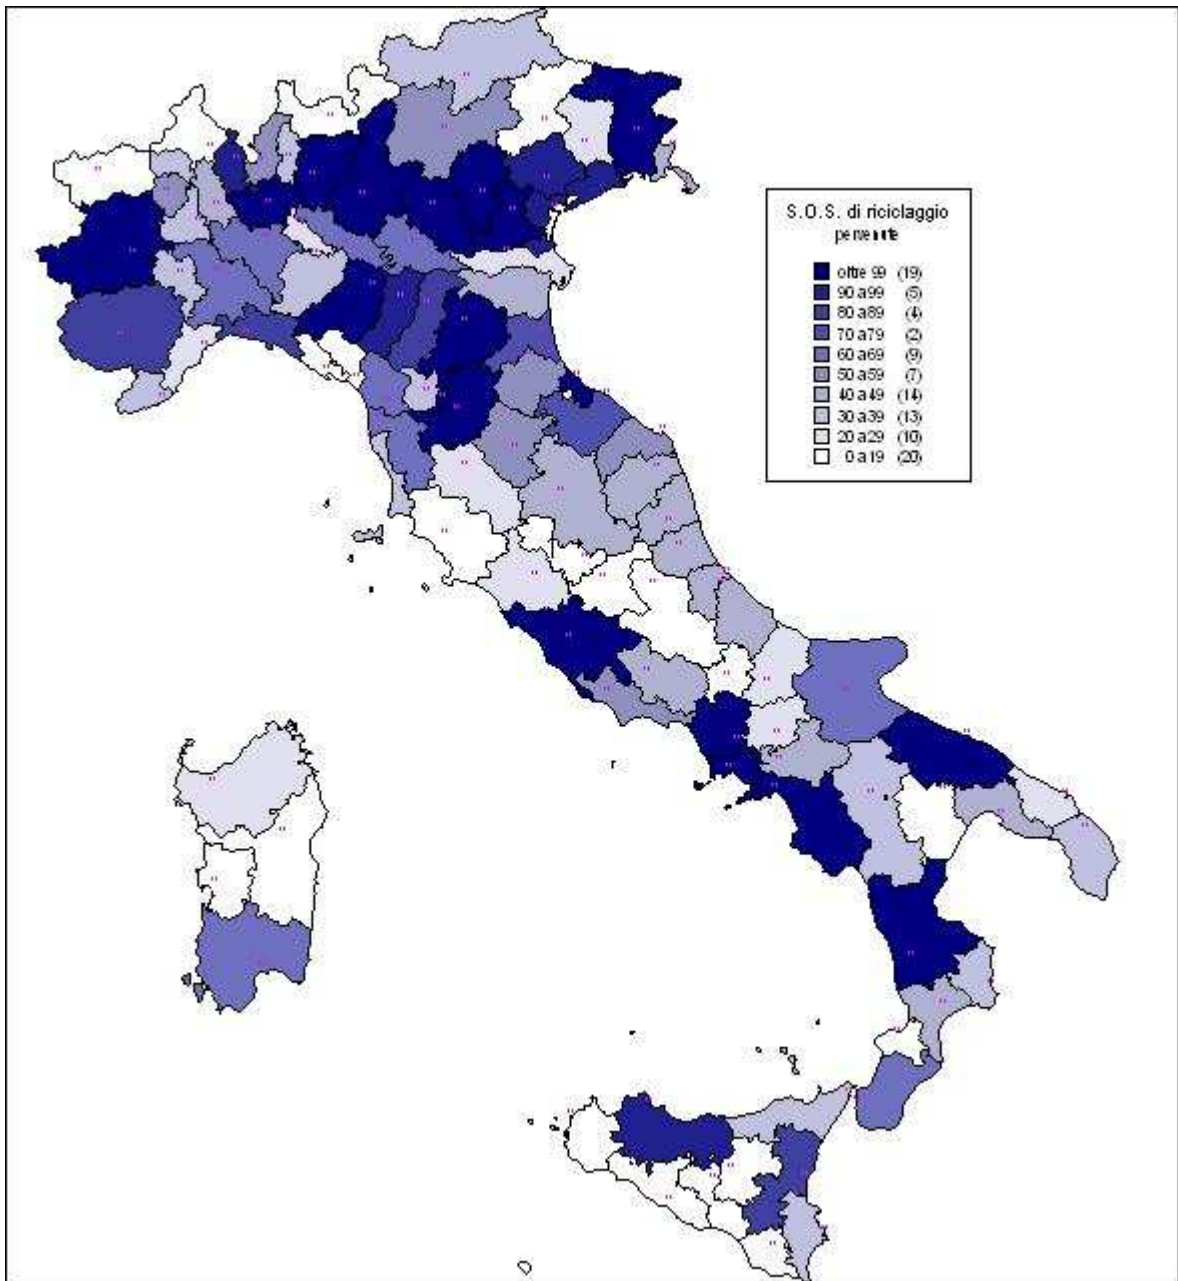 S.O.S. di riciclaggio
pervenute
oltre 99 (19)
90 a 99 (5)
80 a 89 (4)
70 a 79 (2)
60 a 69 (9)
50 a 59 (7)
40 a 49 (14)
30 a 39 (13)
20 a 29 (10)
0 a 19 (20)